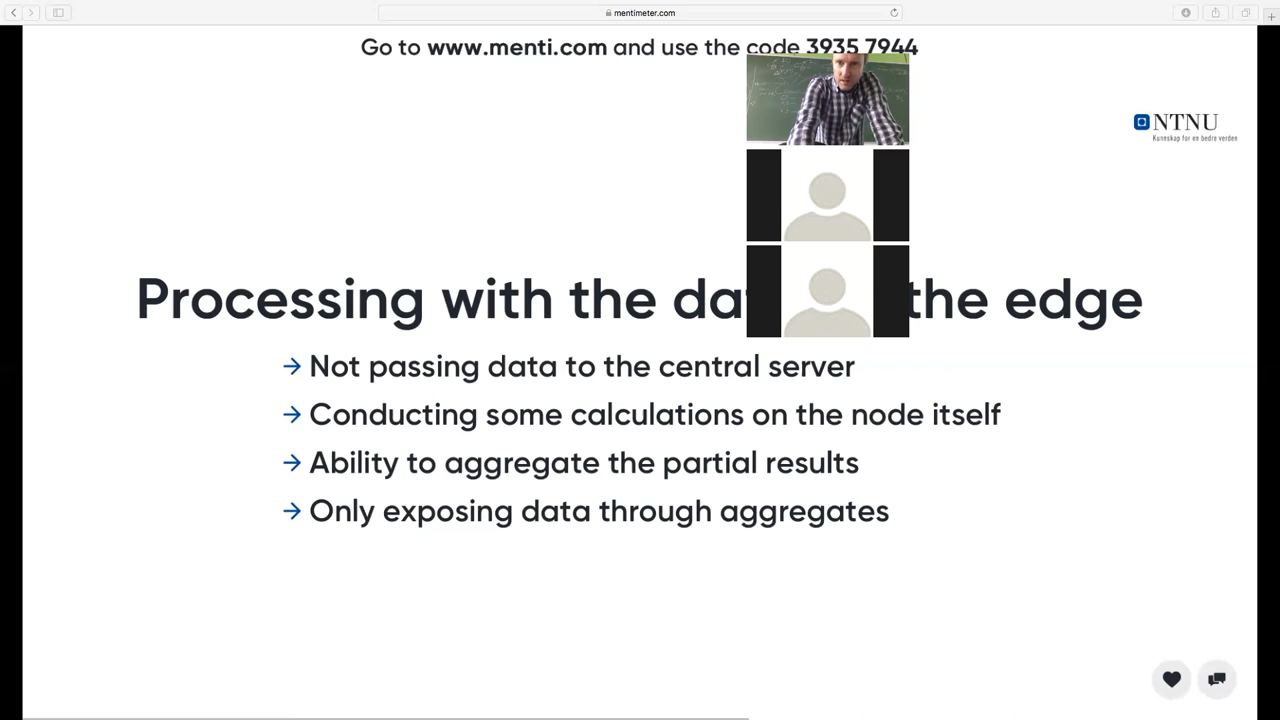 mentimeter.com
Go to www.menti.com and use the code 3935 7944
NTNU
Kunnskap for en bedre verden
Processing with the da the edge
→ Not passing data to the central server
→ Conducting some calculations on the node itself
→ Ability to aggregate the partial results
→ Only exposing data through aggregates